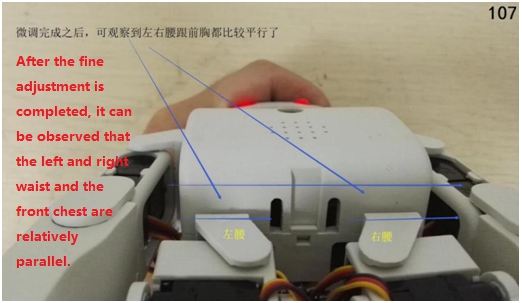 107
微调完成之后，可观察到左右腰跟前胸都比较平行了
After the fine
adjustment is
completed, it can
be observed that
the left and right
waist and the
front chest are
relatively
parallel.
左腰
右腰